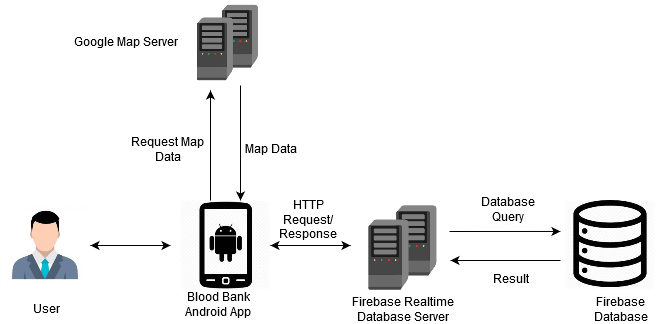 Google Map Server
Request Map
Data
Map Data
HTTP
Request/
Response
Database
Query
Result
User
Blood Bank
Android App
Firebase Realtime
Database Server
Firebase
Database